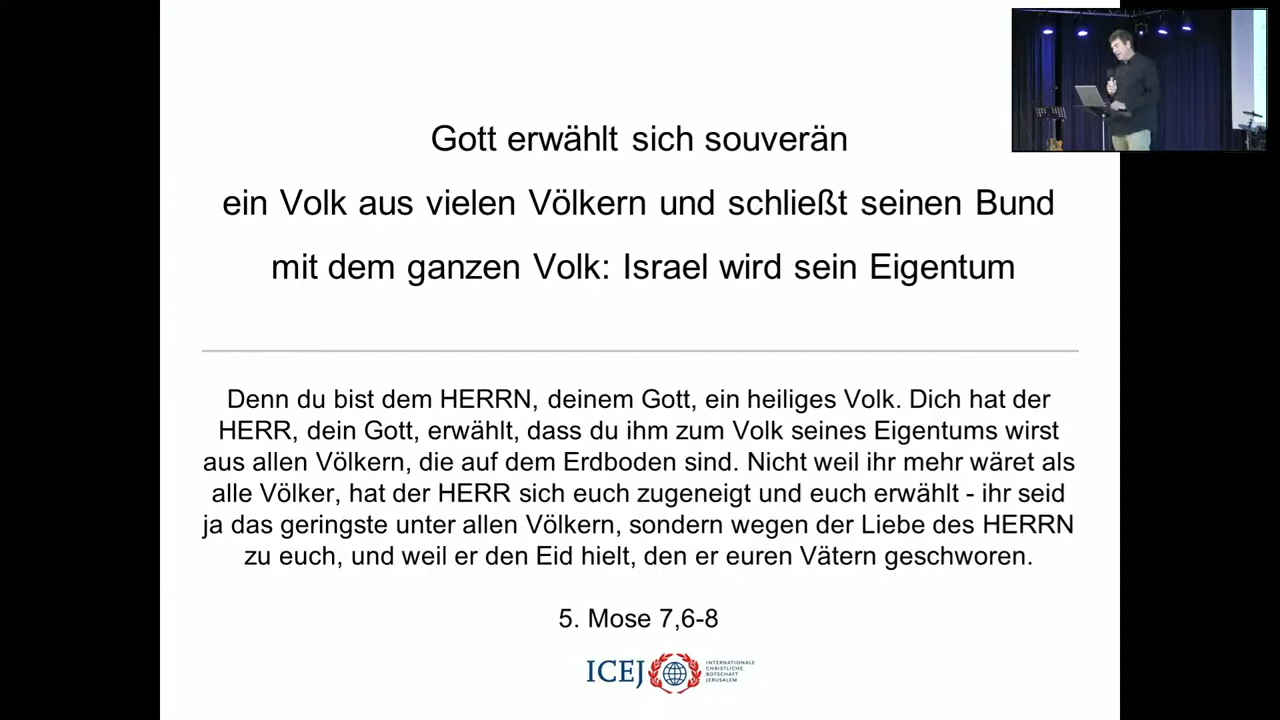 Gott erwählt sich souverän
ein Volk aus vielen Völkern und schließt seinen Bund
mit dem ganzen Volk: Israel wird sein Eigentum
Denn du bist dem HERRN, deinem Gott, ein heiliges Volk. Dich hat der
HERR, dein Gott, erwählt, dass du ihm zum Volk seines Eigentums wirst
aus allen Völkern, die auf dem Erdboden sind. Nicht weil ihr mehr wäret als
alle Völker, hat der HERR sich euch zugeneigt und euch erwählt - ihr seid
ja das geringste unter allen Völkern, sondern wegen der Liebe des HERRN
zu euch, und weil er den Eid hielt, den er euren Vätern geschworen.
5. Mose 7,6-8
ICEJ
INTERNATIONALE
CHRISTLICHE
BOTSCHAFT
JERUSALEM